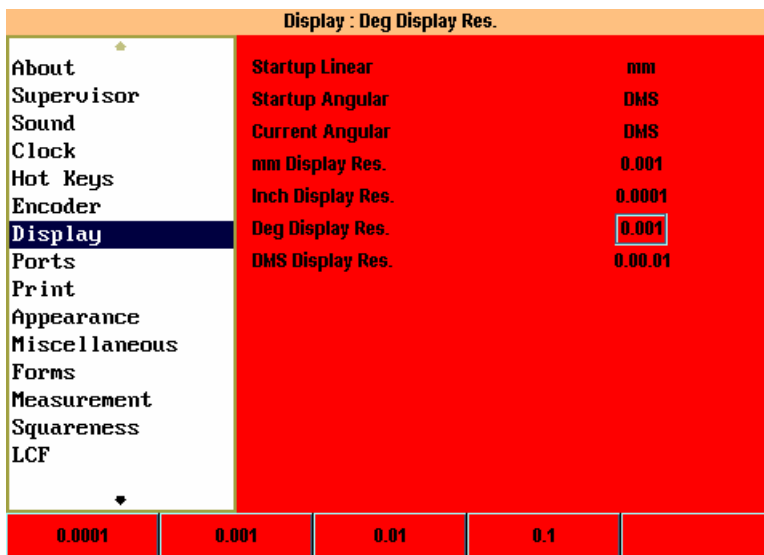 Display : Deg Display Res.
About
Supervisor
Sound
Clock
Hot Keys
Encoder
Display
Ports
Print
Appearance
Miscellaneous
Forms
Measurement
Squareness
LCF
Startup Linear mm
Startup Angular DMS
Current Angular DMS
mm Display Res. 0.001
Inch Display Res. 0.0001
Deg Display Res. 0.001
DMS Display Res. 0.00.01
0.0001 0.001 0.01 0.1